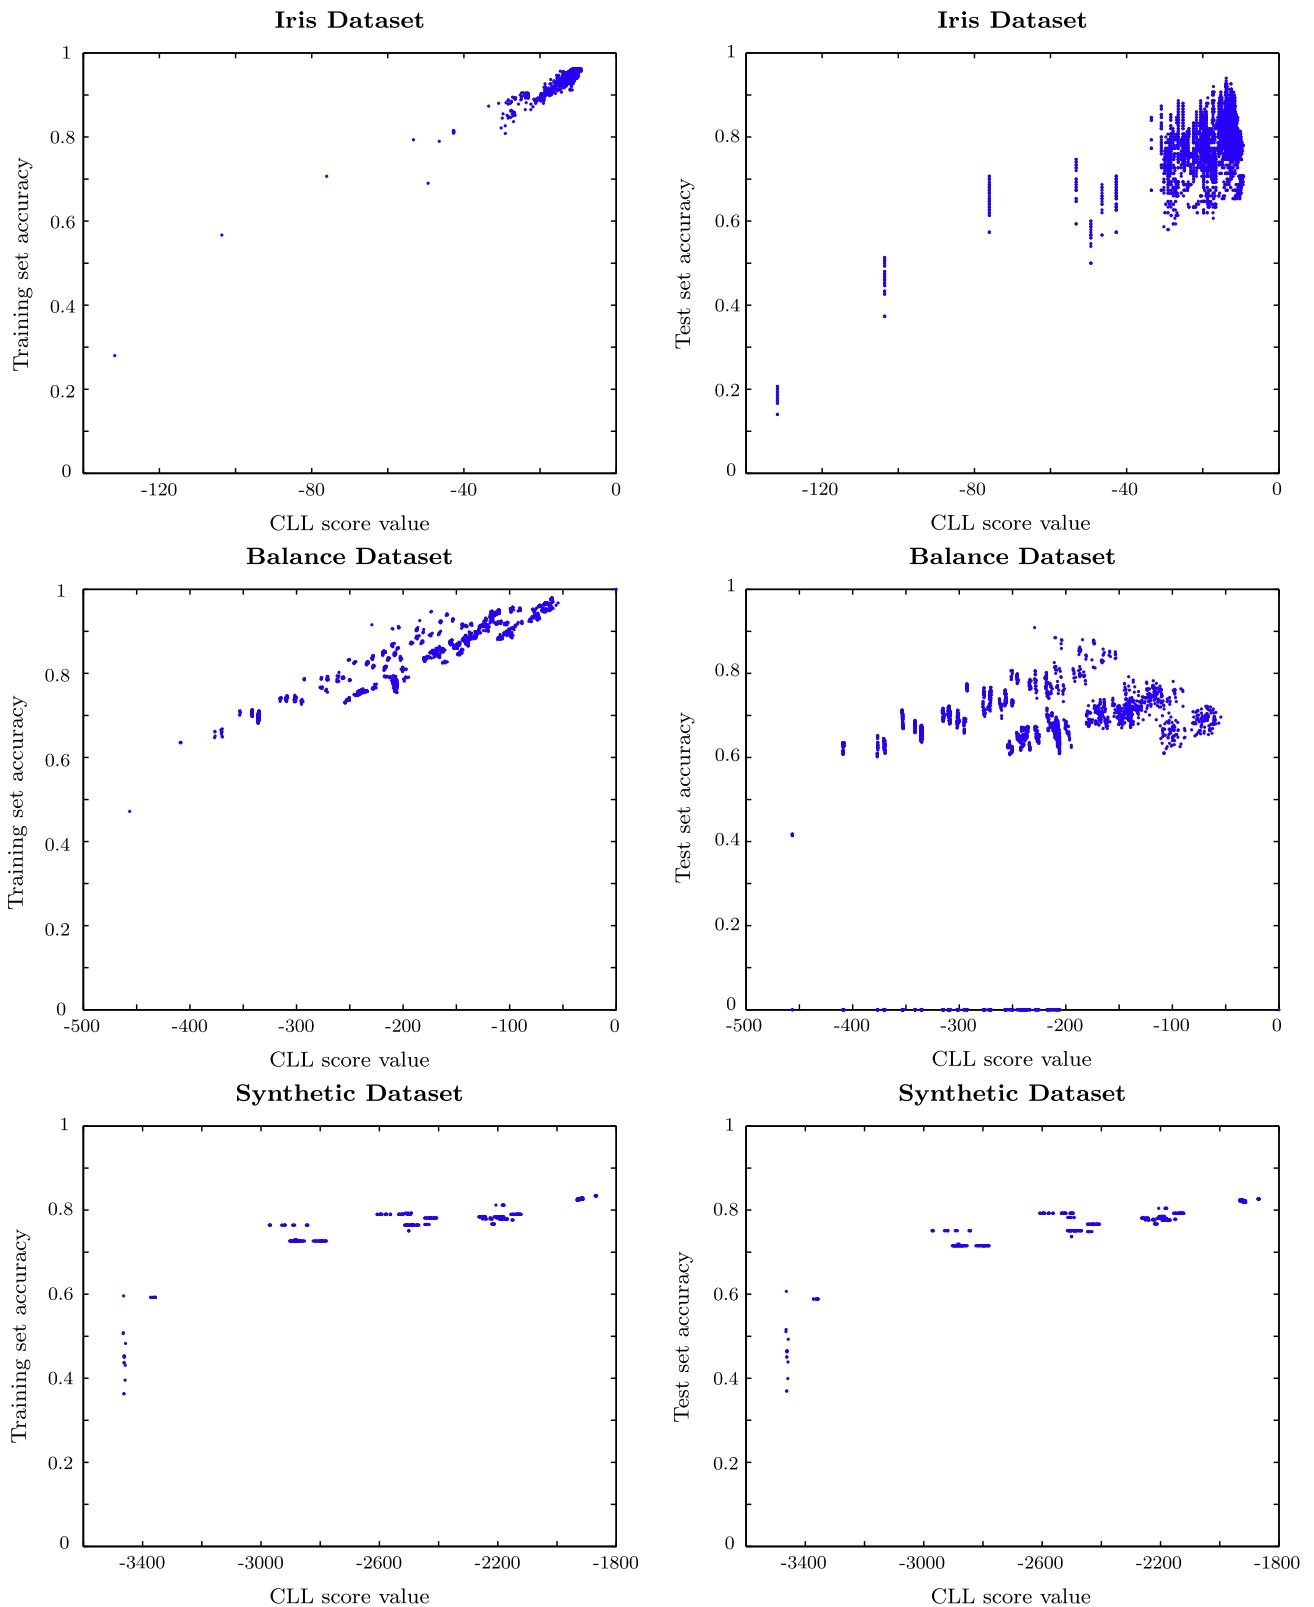 Iris Dataset
Training set accuracy
1
0.8
0.6
0.4
0.2
0
-120 -80 -40 0
CLL score value
Iris Dataset
Test set accuracy
1
0.8
0.6
0.4
0.2
0
-120 -80 -40 0
CLL score value
Balance Dataset
Training set accuracy
1
0.8
0.6
0.4
0.2
0
-500 -400 -300 -200 -100 0
CLL score value
Balance Dataset
Test set accuracy
1
0.8
0.6
0.4
0.2
0
-500 -400 -300 -200 -100 0
CLL score value
Synthetic Dataset
Training set accuracy
1
0.8
0.6
0.4
0.2
0
-3400 -3000 -2600 -2200 -1800
CLL score value
Synthetic Dataset
Test set accuracy
1
0.8
0.6
0.4
0.2
0
-3400 -3000 -2600 -2200 -1800
CLL score value